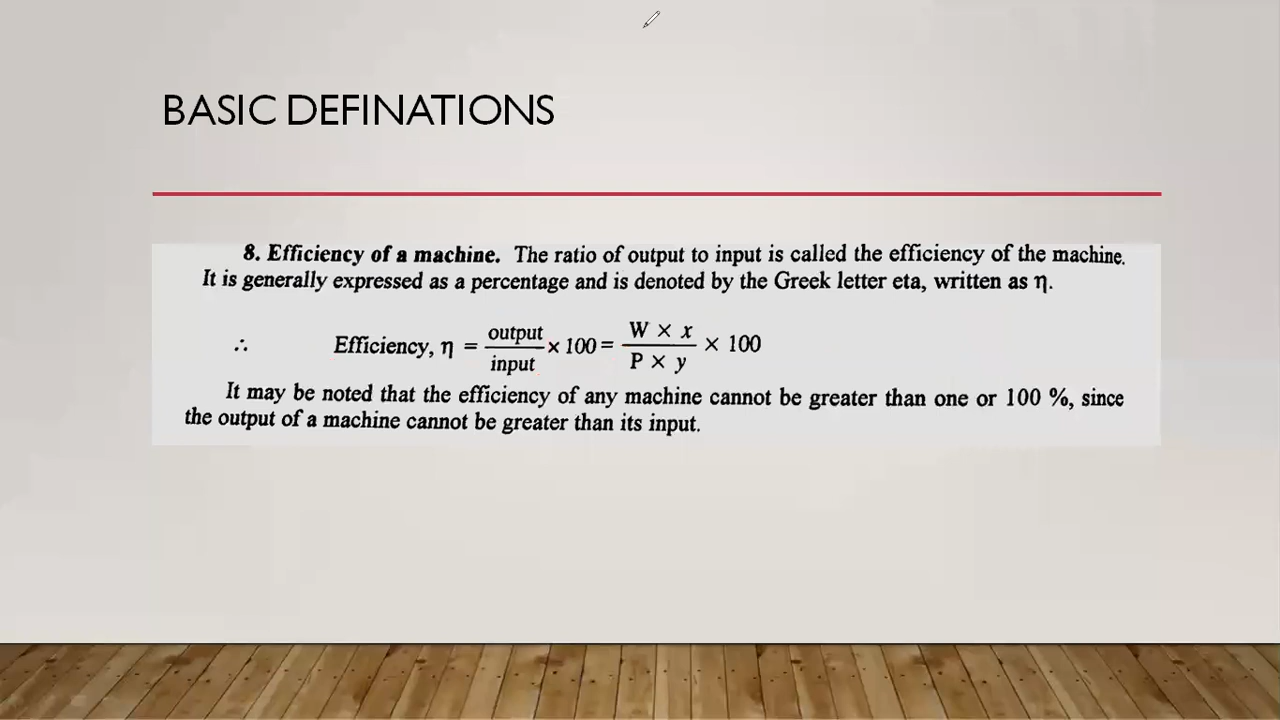 BASIC DEFINATIONS
8. Efficiency of a machine. The ratio of output to input is called the efficiency of the machine.
It is generally expressed as a percentage and is denoted by the Greek letter eta, written as η.
∴ Efficiency, η = output/input × 100 = W × x / P × y × 100
It may be noted that the efficiency of any machine cannot be greater than one or 100 %, since
the output of a machine cannot be greater than its input.